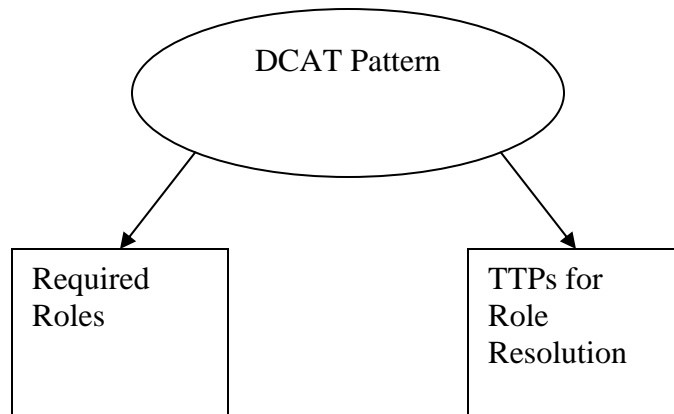 DCAT Pattern
Required
Roles
TTPs for
Role
Resolution